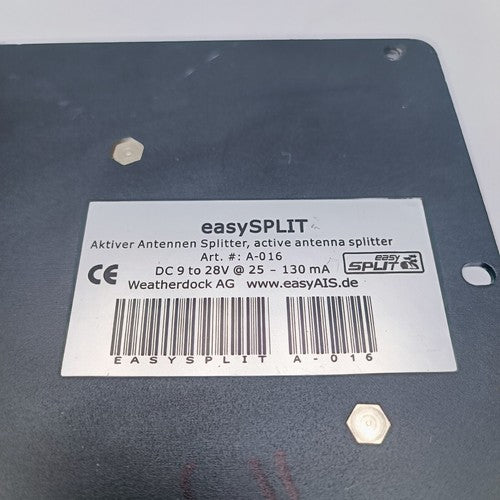 easySPLIT
Aktiver Antennen Splitter, active antenna splitter
Art. #: A-016
CE
DC 9 to 28V @ 25 - 130 mA
easy
SPLIT
Weatherdock AG www.easyAIS.de
EASYSPLIT A-016